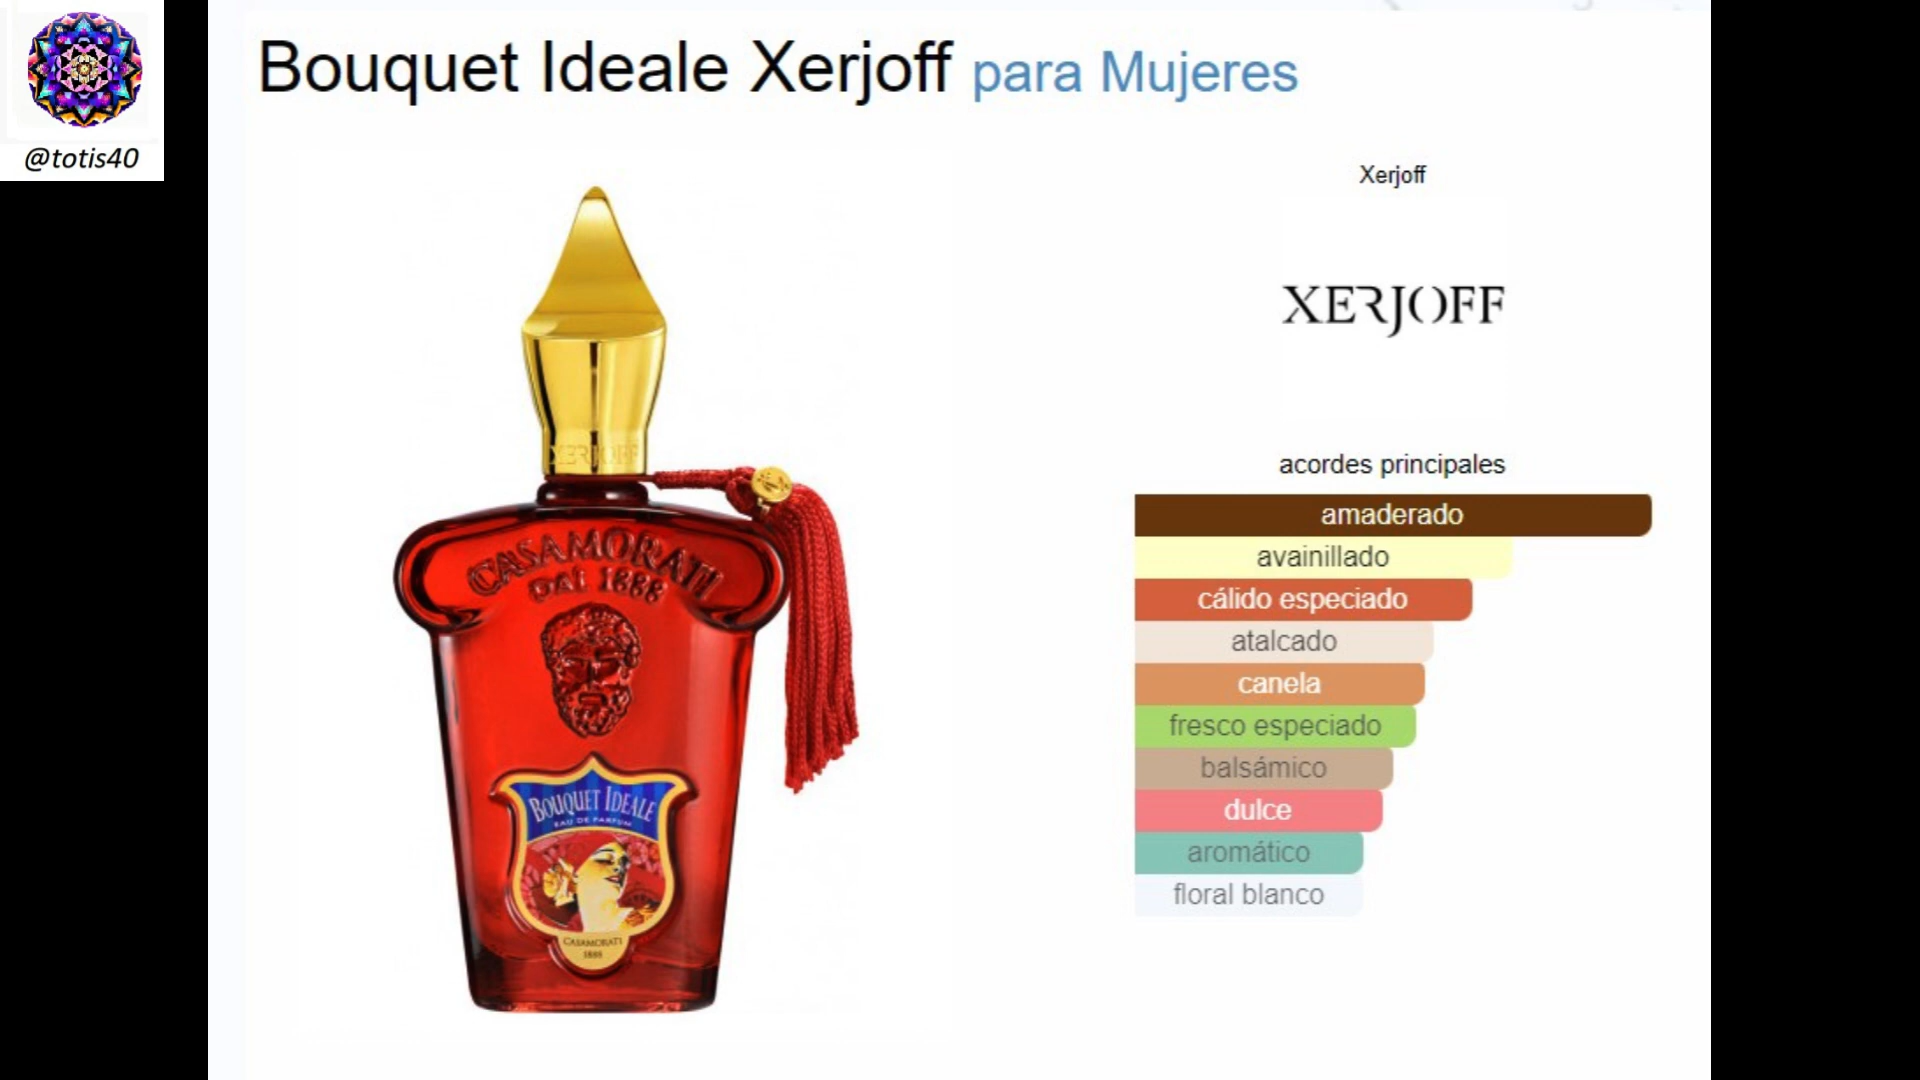 @totis40
Bouquet Ideale Xerjoff para Mujeres
Xerjoff
XERJOFF
acordes principales
amaderado
avainillado
cálido especiado
atalcado
canela
fresco especiado
balsámico
dulce
aromático
floral blanco
XERJOFF
CASAMORATI
DAL 1888
BOUQUET IDEALE
EAU DE PARFUM
CASAMORATI
1888